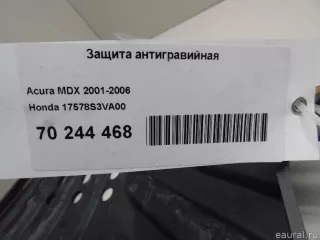 Защита антигравийная
Acura MDX 2001-2006
Honda 17578S3VA00
70 244 468
eaural.ru